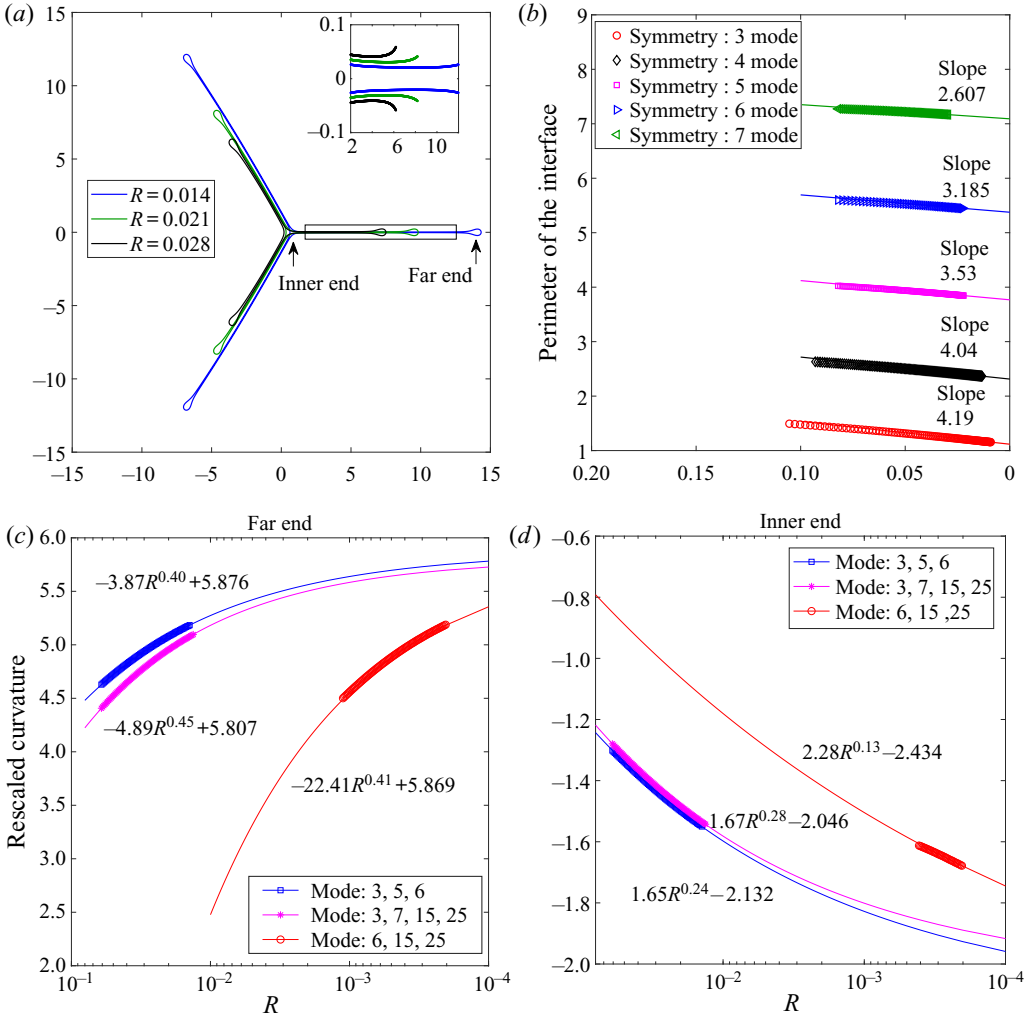 (a)
15
10
5
0
−5
−10
−15
−15
−10
−5
0
5
10
15
0.1
0
−0.1
2
6
10
R = 0.014
R = 0.021
R = 0.028
Inner end
Far end
(b)
Perimeter of the interface
9
8
7
6
5
4
3
2
1
0.20
0.15
0.10
0.05
0
Symmetry : 3 mode
Symmetry : 4 mode
Symmetry : 5 mode
Symmetry : 6 mode
Symmetry : 7 mode
Slope
2.607
Slope
3.185
Slope
3.53
Slope
4.04
Slope
4.19
(c)
Far end
Rescaled curvature
6.0
5.5
5.0
4.5
4.0
3.5
3.0
2.5
2.0
−3.87R^0.40+5.876
−4.89R^0.45+5.807
−22.41R^0.41+5.869
Mode: 3, 5, 6
Mode: 3, 7, 15, 25
Mode: 6, 15, 25
10^−1
10^−2
10^−3
10^−4
R
(d)
Inner end
−0.6
−0.8
−1.0
−1.2
−1.4
−1.6
−1.8
−2.0
Mode: 3, 5, 6
Mode: 3, 7, 15, 25
Mode: 6, 15 ,25
2.28R^0.13−2.434
1.67R^0.28−2.046
1.65R^0.24−2.132
10^−2
10^−3
10^−4
R